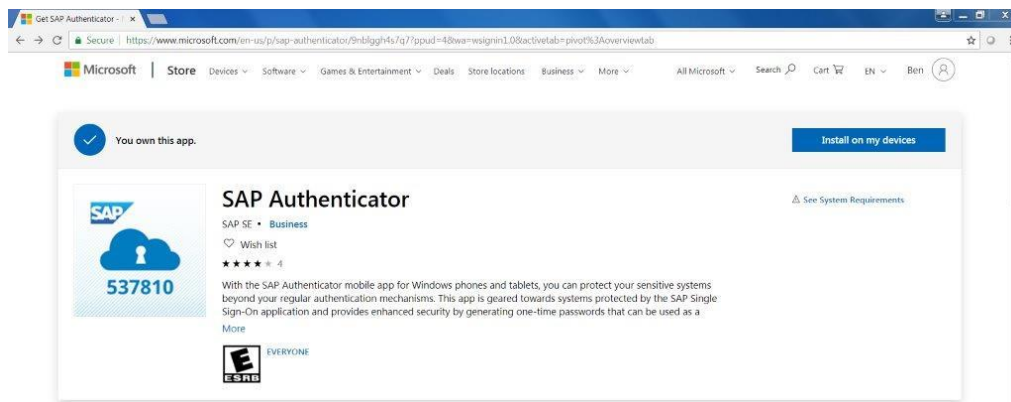 Get SAP Authenticator -
Secure https://www.microsoft.com/en-us/p/sap-authenticator/9nblggh4s7q7?ppud=4&wa=wsignin1.0&activetab=pivot%3Aoverviewtab
Microsoft Store Devices Software Games & Entertainment Deals Store locations Business More All Microsoft Search Cart EN Ben
You own this app. Install on my devices
SAP Authenticator
See System Requirements
SAP
SAP SE • Business
Wish list
4
537810
With the SAP Authenticator mobile app for Windows phones and tablets, you can protect your sensitive systems
beyond your regular authentication mechanisms. This app is geared towards systems protected by the SAP Single
Sign-On application and provides enhanced security by generating one-time passwords that can be used as a
More
E EVERYONE
ESRB